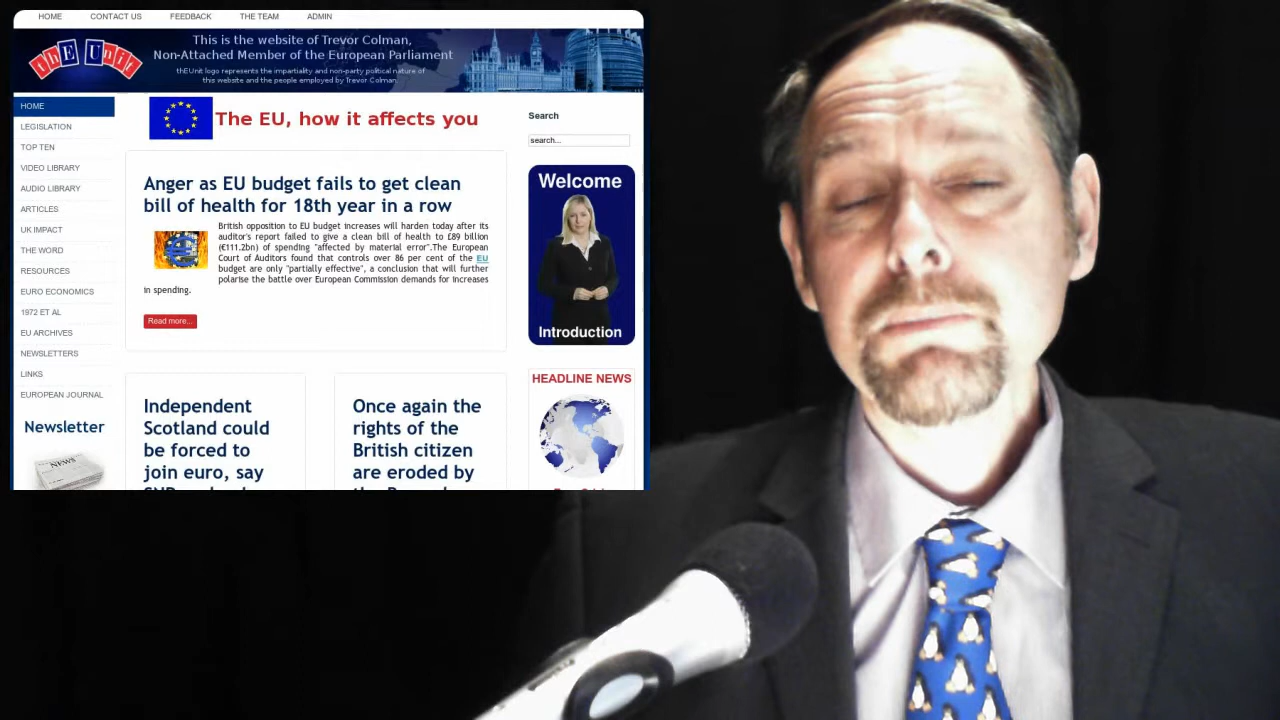 HOME CONTACT US FEEDBACK THE TEAM ADMIN
thEUnit
This is the website of Trevor Colman,
Non-Attached Member of the European Parliament
thEUnit logo represents the impartiality and non-party political nature of
this website and the people employed by Trevor Colman.
HOME
LEGISLATION
TOP TEN
VIDEO LIBRARY
AUDIO LIBRARY
ARTICLES
UK IMPACT
THE WORD
RESOURCES
EURO ECONOMICS
1972 ET AL
EU ARCHIVES
NEWSLETTERS
LINKS
EUROPEAN JOURNAL
Newsletter
NEWS
The EU, how it affects you
Anger as EU budget fails to get clean
bill of health for 18th year in a row
British opposition to EU budget increases will harden today after its
auditor's report failed to give a clean bill of health to £89 billion
(€111.2bn) of spending "affected by material error".The European
Court of Auditors found that controls over 86 per cent of the EU
budget are only "partially effective", a conclusion that will further
polarise the battle over European Commission demands for increases
in spending.
Read more...
Independent
Scotland could
be forced to
join euro, say
Once again the
rights of the
British citizen
are eroded by
Search
search...
Welcome
Introduction
HEADLINE NEWS